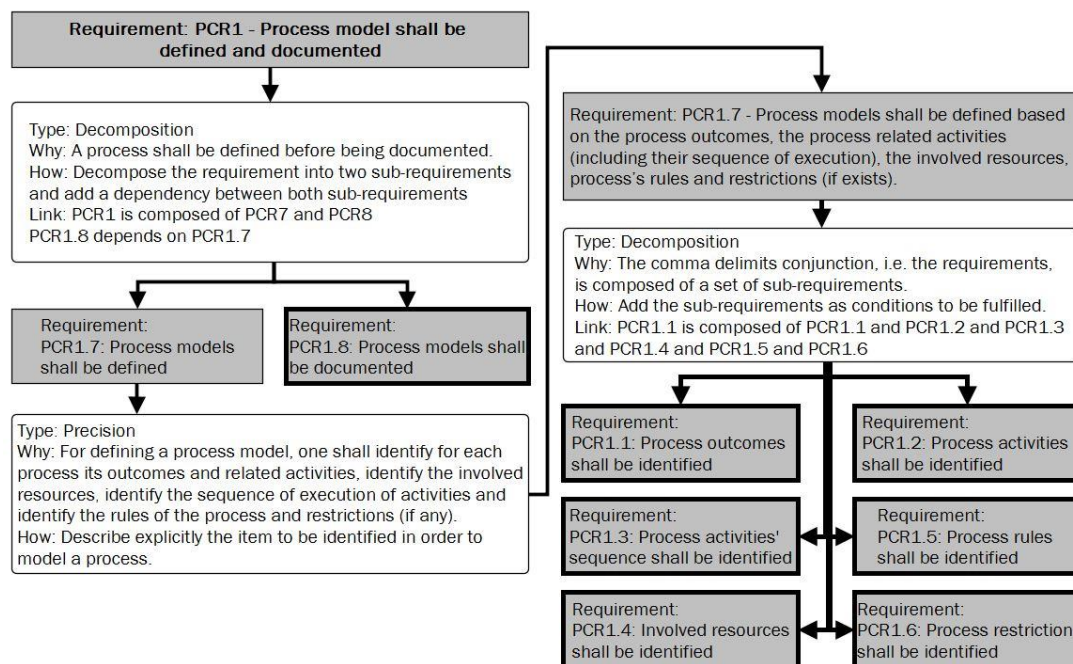 Requirement: PCR1 - Process model shall be
defined and documented
Type: Decomposition
Why: A process shall be defined before being documented.
How: Decompose the requirement into two sub-requirements
and add a dependency between both sub-requirements
Link: PCR1 is composed of PCR7 and PCR8
PCR1.8 depends on PCR1.7
Requirement:
PCR1.7: Process models
shall be defined
Requirement:
PCR1.8: Process models shall
be documented
Type: Precision
Why: For defining a process model, one shall identify for each
process its outcomes and related activities, identify the involved
resources, identify the sequence of execution of activities and
identify the rules of the process and restrictions (if any).
How: Describe explicitly the item to be identified in order to
model a process.
Requirement: PCR1.7 - Process models shall be defined based
on the process outcomes, the process related activities
(including their sequence of execution), the involved resources,
process's rules and restrictions (if exists).
Type: Decomposition
Why: The comma delimits conjunction, i.e. the requirements,
is composed of a set of sub-requirements.
How: Add the sub-requirements as conditions to be fulfilled.
Link: PCR1.1 is composed of PCR1.1 and PCR1.2 and PCR1.3
and PCR1.4 and PCR1.5 and PCR1.6
Requirement:
PCR1.1: Process outcomes
shall be identified
Requirement:
PCR1.2: Process activities
shall be identified
Requirement:
PCR1.3: Process activities'
sequence shall be identified
Requirement:
PCR1.5: Process rules
shall be identified
Requirement:
PCR1.4: Involved resources
shall be identified
Requirement:
PCR1.6: Process restriction
shall be identified